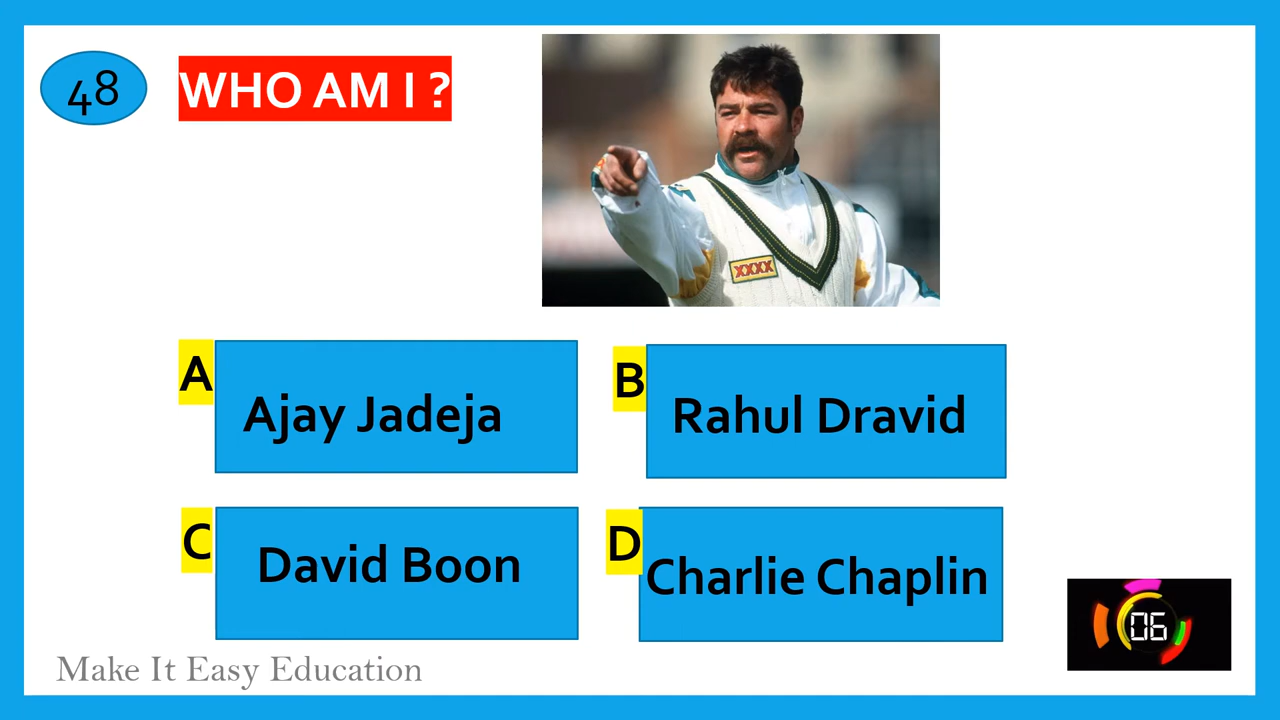 48
WHO AM I ?
XXXX
A
Ajay Jadeja
B
Rahul Dravid
C
David Boon
D
Charlie Chaplin
06
Make It Easy Education